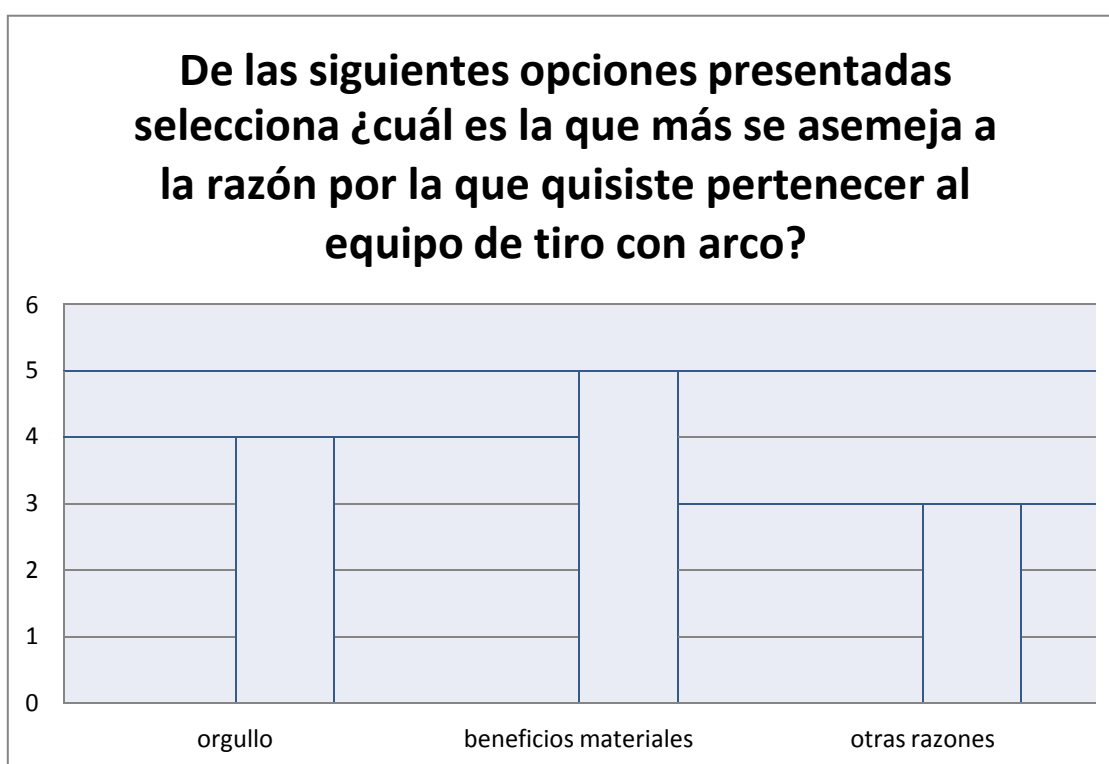 De las siguientes opciones presentadas
selecciona ¿cuál es la que más se asemeja a
la razón por la que quisiste pertenecer al
equipo de tiro con arco?
6
5
4
3
2
1
0
orgullo beneficios materiales otras razones